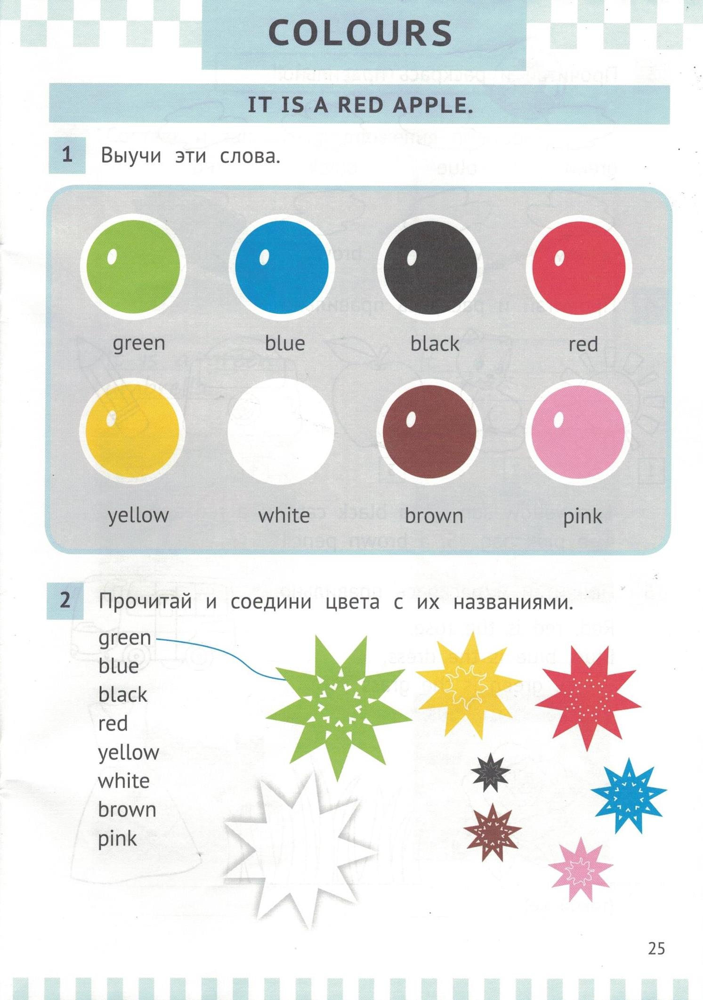 COLOURS
IT IS A RED APPLE.
1 Выучи эти слова.
green blue black red
yellow white brown pink
2 Прочитай и соедини цвета с их названиями.
green
blue
black
red
yellow
white
brown
pink
25